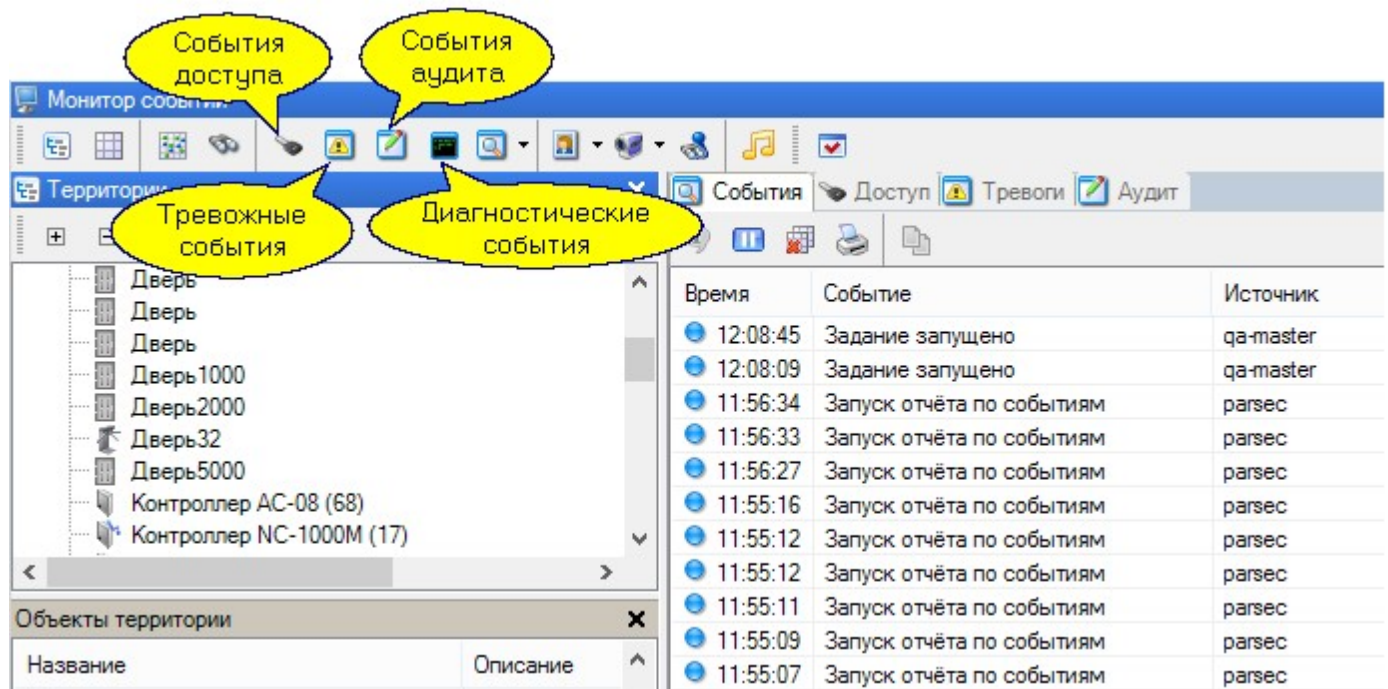 События
доступа
События
аудита
Монитор событий
Территории
Тревожные
события
Диагностические
события
События Доступ Тревоги Аудит
Дверь
Дверь
Дверь
Дверь1000
Дверь2000
Дверь32
Дверь5000
Контроллер AC-08 (68)
Контроллер NC-1000M (17)
Объекты территории
Название Описание
Время Событие Источник
12:08:45 Задание запущено qa-master
12:08:09 Задание запущено qa-master
11:56:34 Запуск отчёта по событиям parsec
11:56:33 Запуск отчёта по событиям parsec
11:56:27 Запуск отчёта по событиям parsec
11:55:16 Запуск отчёта по событиям parsec
11:55:12 Запуск отчёта по событиям parsec
11:55:12 Запуск отчёта по событиям parsec
11:55:11 Запуск отчёта по событиям parsec
11:55:09 Запуск отчёта по событиям parsec
11:55:07 Запуск отчёта по событиям parsec